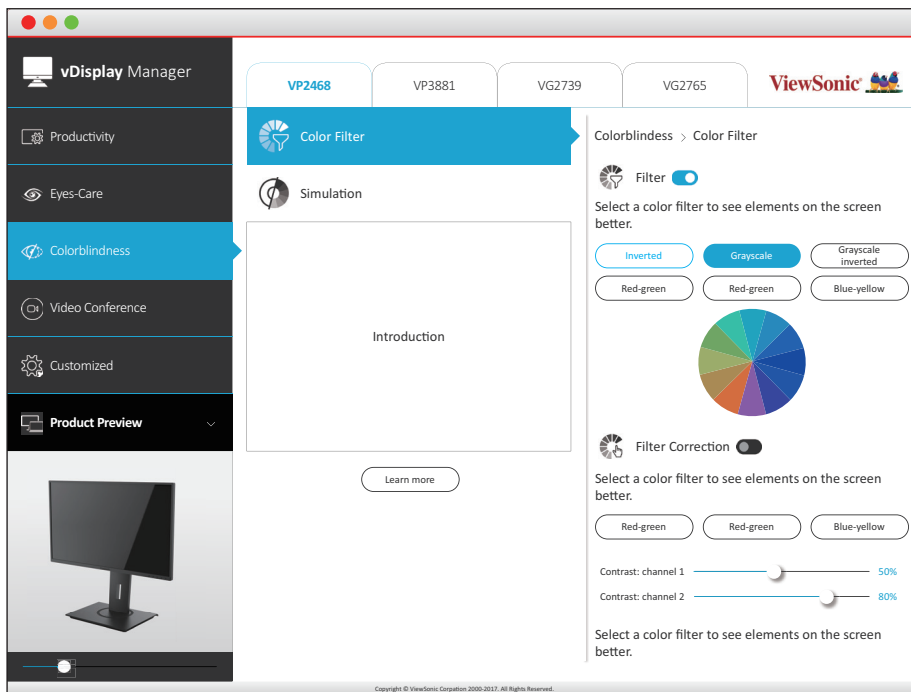 vDisplay Manager
VP2468
VP3881
VG2739
VG2765
ViewSonic
Productivity
Eyes-Care
Colorblindness
Video Conference
Customized
Product Preview
Color Filter
Simulation
Introduction
Learn more
Colorblindeness > Color Filter
Filter
Select a color filter to see elements on the screen
better.
Inverted
Grayscale
Grayscale
inverted
Red-green
Red-green
Blue-yellow
Filter Correction
Select a color filter to see elements on the screen
better.
Red-green
Red-green
Blue-yellow
Contrast: channel 1
50%
Contrast: channel 2
80%
Select a color filter to see elements on the screen
better.
Copyright © ViewSonic Corpation 2000-2017. All Rights Reserved.